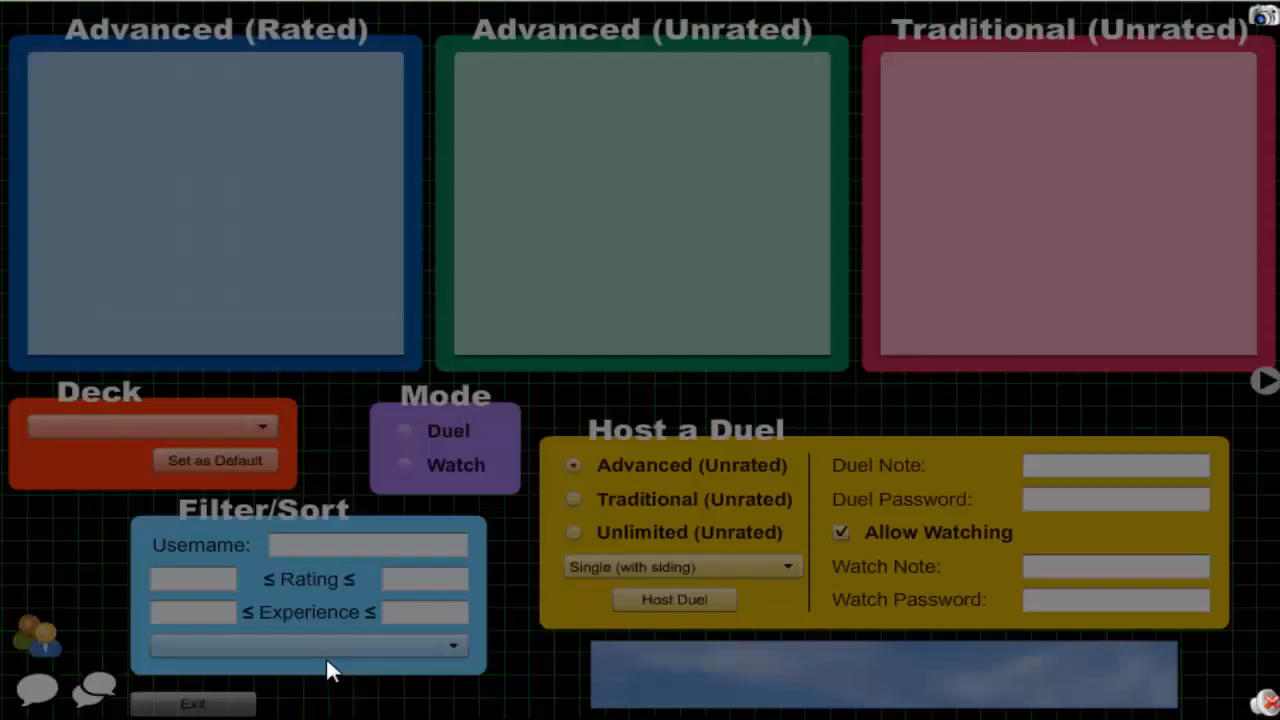 Advanced (Rated)
Advanced (Unrated)
Traditional (Unrated)
Deck
Set as Default
Mode
Duel
Watch
Filter/Sort
Username:
≤ Rating ≤
≤ Experience ≤
Exit
Host a Duel
Advanced (Unrated)
Traditional (Unrated)
Unlimited (Unrated)
Single (with siding)
Host Duel
Duel Note:
Duel Password:
Allow Watching
Watch Note:
Watch Password: